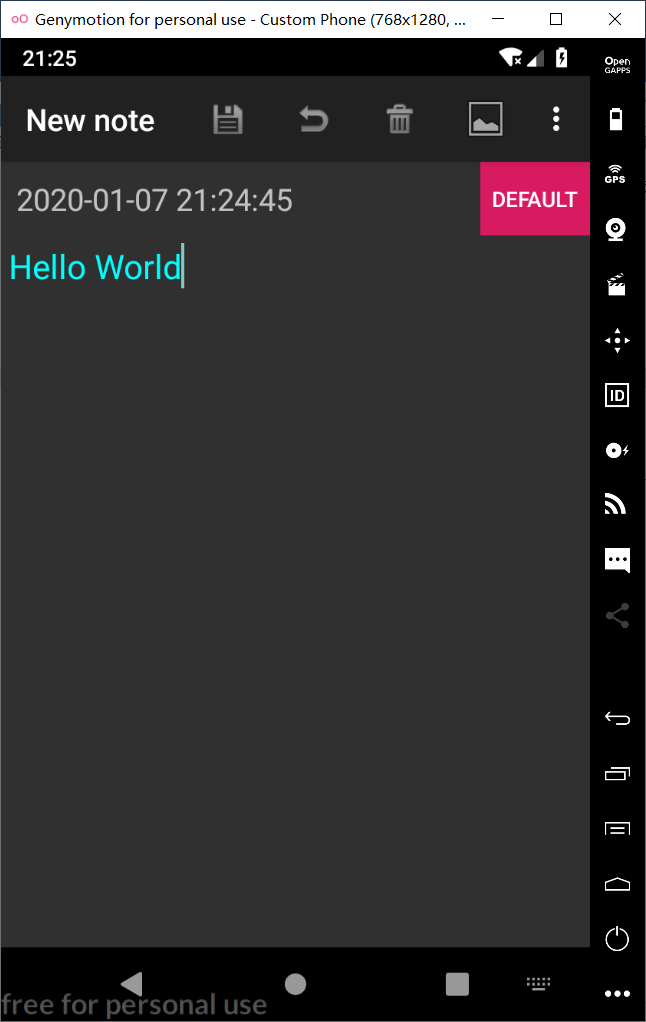 Genymotion for personal use - Custom Phone (768x1280, ...
21:25
Open
GAPPS
New note
GPS
2020-01-07 21:24:45
DEFAULT
Hello World
ID
free for personal use